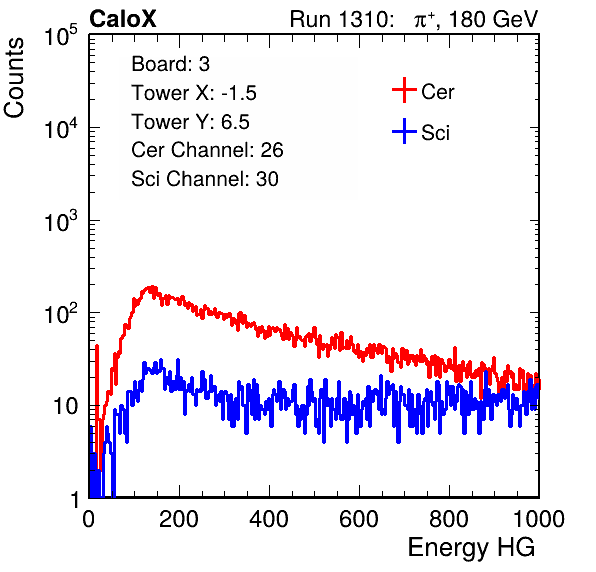 CaloX Run 1310: π⁺, 180 GeV
Counts
10⁵
10⁴
10³
10²
10
1
Board: 3
Tower X: -1.5
Tower Y: 6.5
Cer Channel: 26
Sci Channel: 30
Cer
Sci
0 200 400 600 800 1000
Energy HG